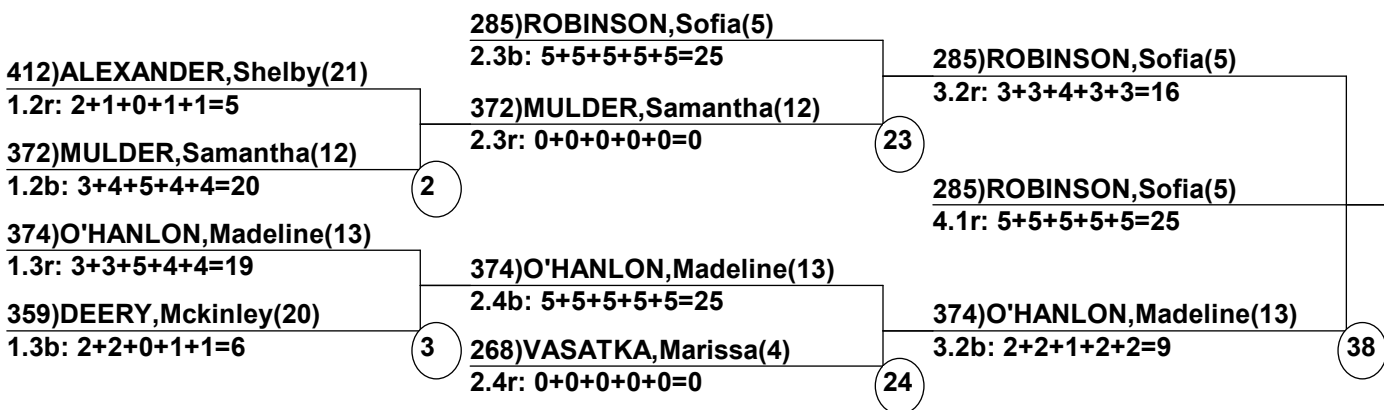 412)ALEXANDER,Shelby(21)
1.2r: 2+1+0+1+1=5
372)MULDER,Samantha(12)
1.2b: 3+4+5+4+4=20
2
374)O'HANLON,Madeline(13)
1.3r: 3+3+5+4+4=19
359)DEERY,Mckinley(20)
1.3b: 2+2+0+1+1=6
3
285)ROBINSON,Sofia(5)
2.3b: 5+5+5+5+5=25
372)MULDER,Samantha(12)
2.3r: 0+0+0+0+0=0
23
374)O'HANLON,Madeline(13)
2.4b: 5+5+5+5+5=25
268)VASATKA,Marissa(4)
2.4r: 0+0+0+0+0=0
24
285)ROBINSON,Sofia(5)
3.2r: 3+3+4+3+3=16
285)ROBINSON,Sofia(5)
4.1r: 5+5+5+5+5=25
374)O'HANLON,Madeline(13)
3.2b: 2+2+1+2+2=9
38